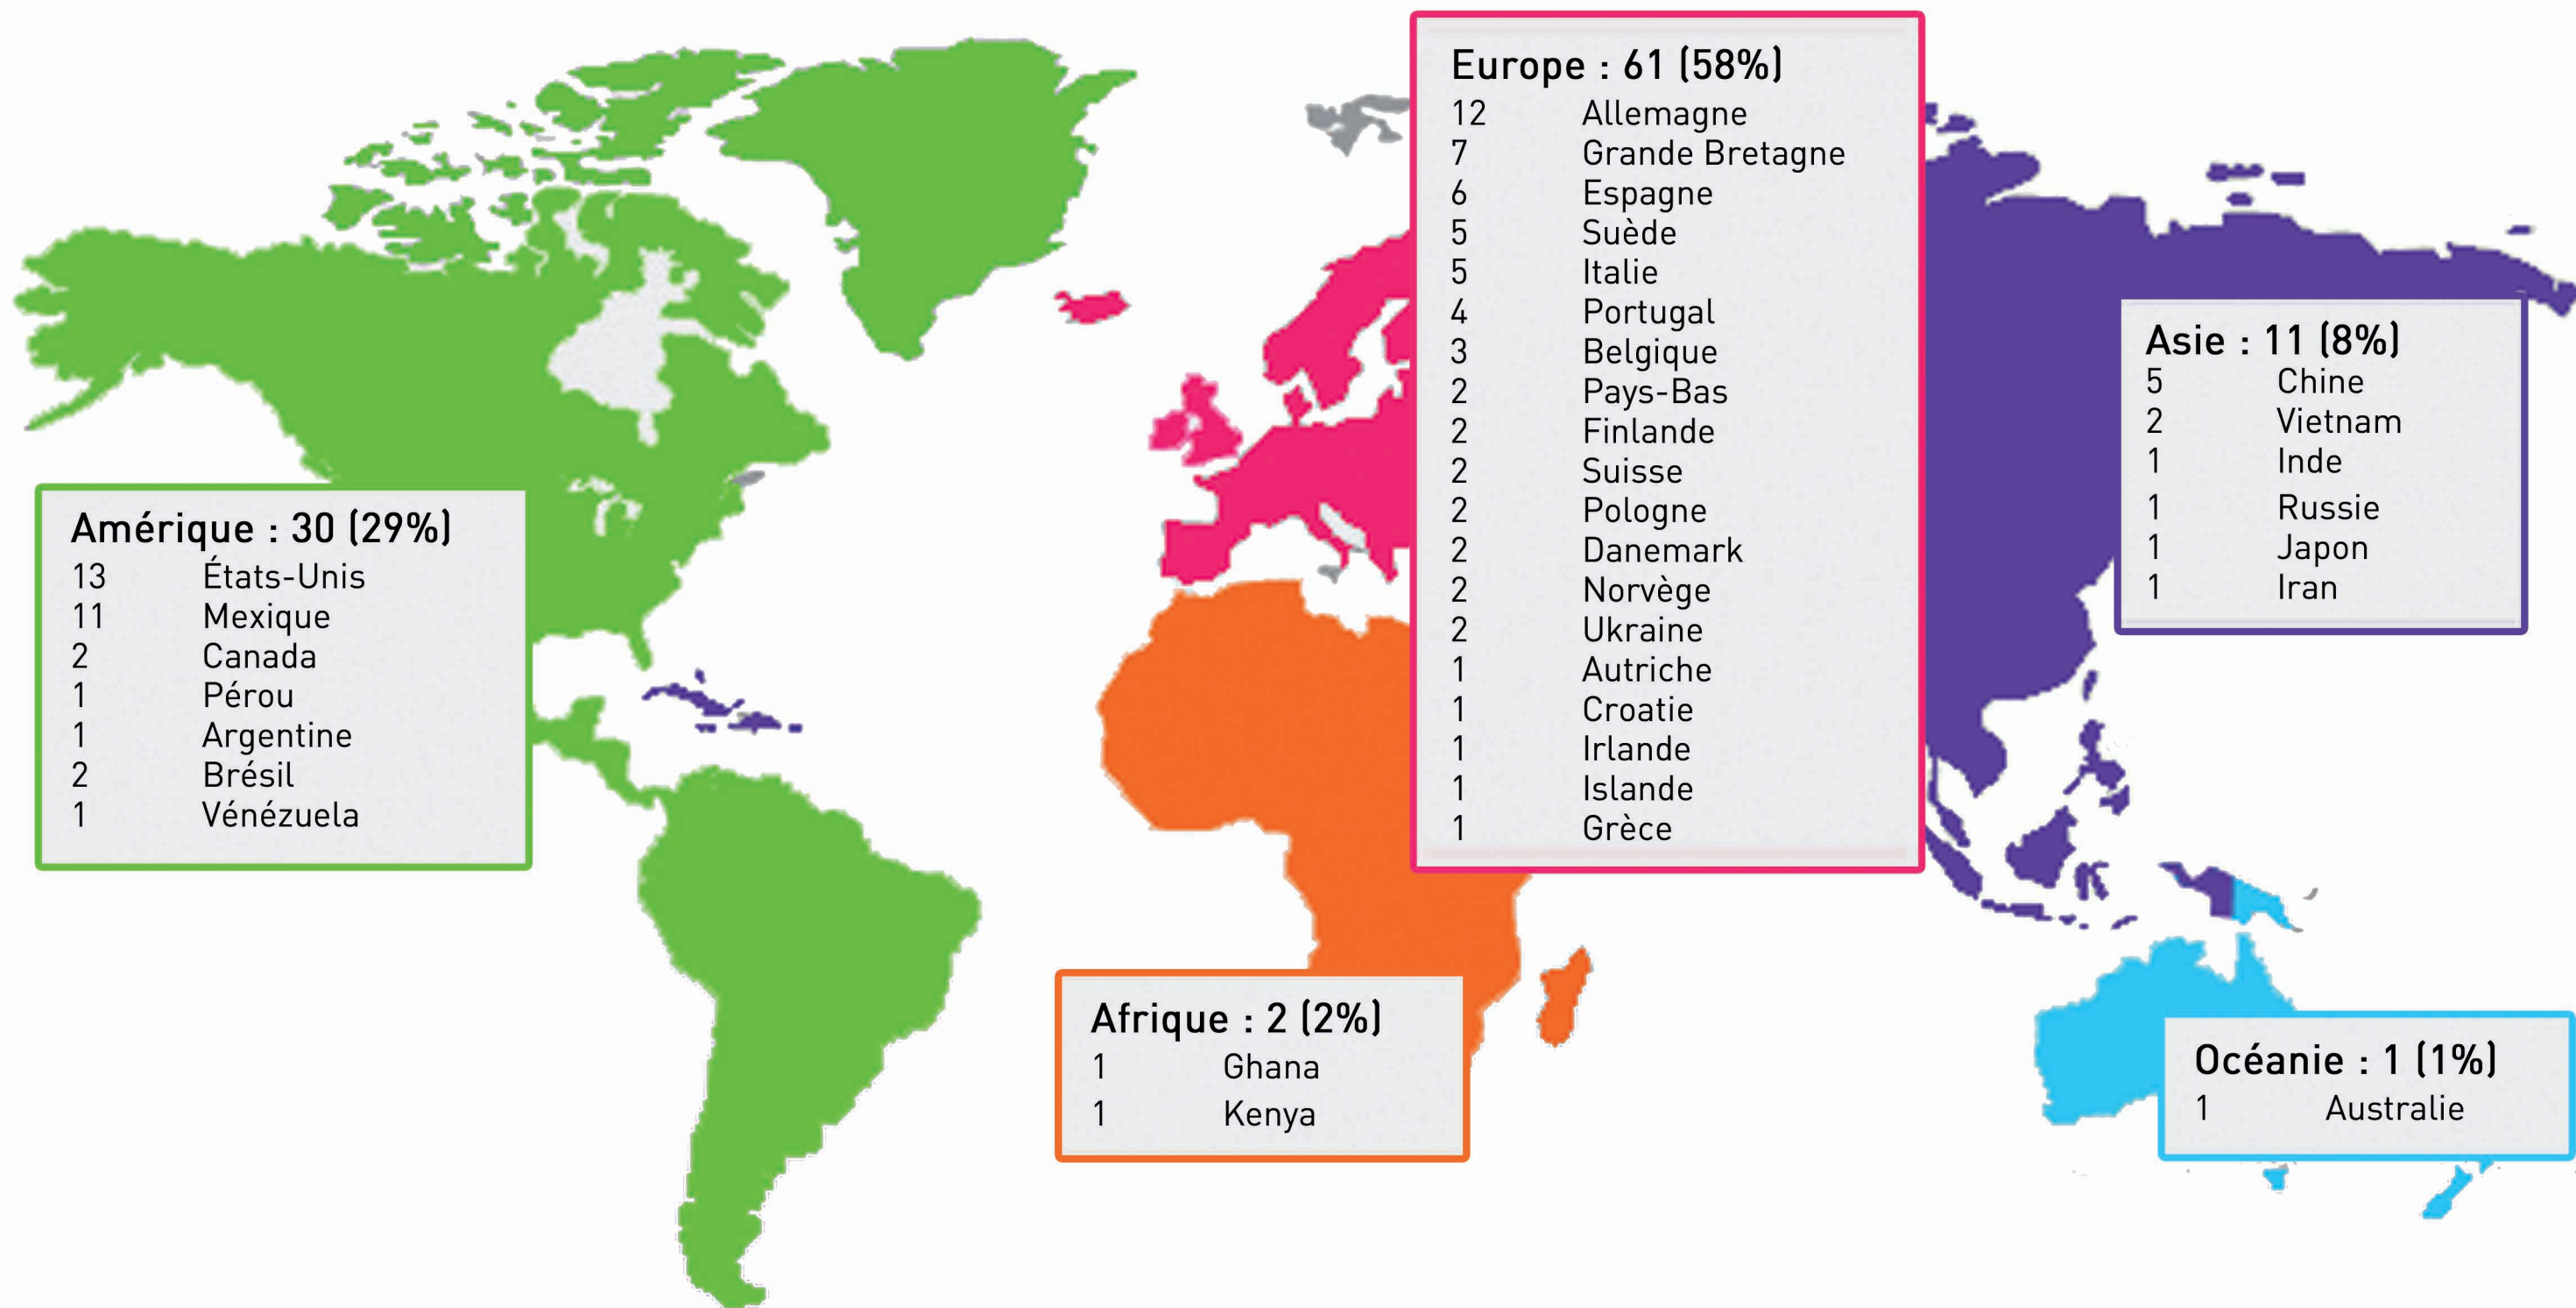 Europe : 61 (58%)
12 Allemagne
7 Grande Bretagne
6 Espagne
5 Suède
5 Italie
4 Portugal
3 Belgique
2 Pays-Bas
2 Finlande
2 Suisse
2 Pologne
2 Danemark
2 Norvège
2 Ukraine
1 Autriche
1 Croatie
1 Irlande
1 Islande
1 Grèce
Asie : 11 (8%)
5 Chine
2 Vietnam
1 Inde
1 Russie
1 Japon
1 Iran
Amérique : 30 (29%)
13 États-Unis
11 Mexique
2 Canada
1 Pérou
1 Argentine
2 Brésil
1 Vénézuela
Afrique : 2 (2%)
1 Ghana
1 Kenya
Océanie : 1 (1%)
1 Australie